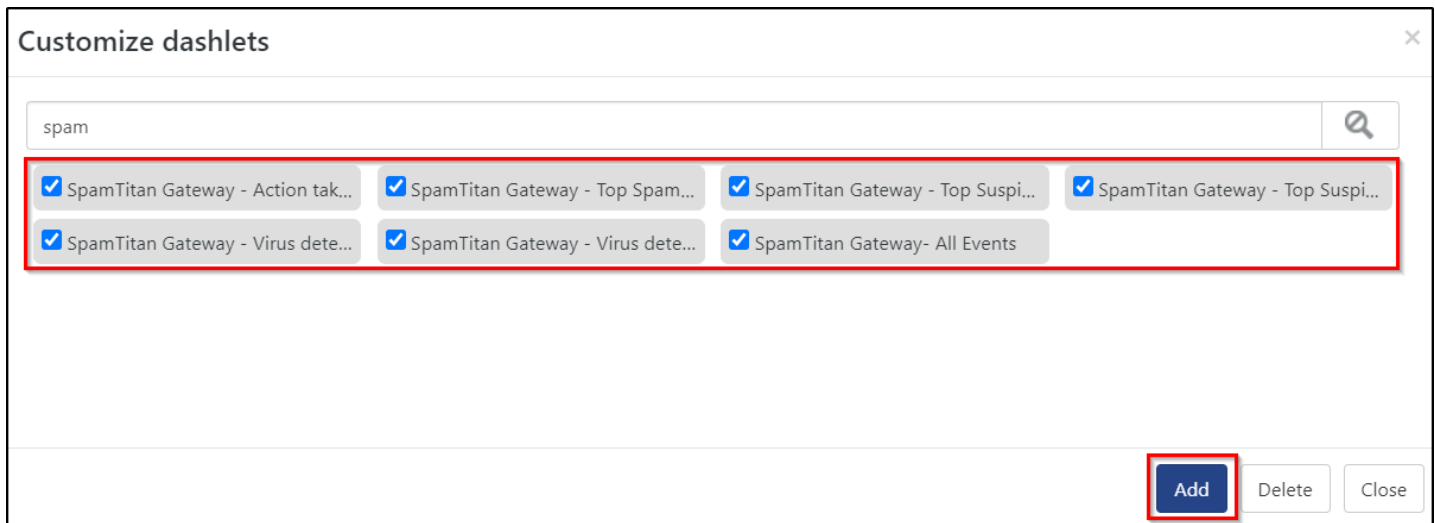 Customize dashlets
spam
SpamTitan Gateway - Action tak... SpamTitan Gateway - Top Spam... SpamTitan Gateway - Top Suspi... SpamTitan Gateway - Top Suspi...
SpamTitan Gateway - Virus dete... SpamTitan Gateway - Virus dete... SpamTitan Gateway- All Events
Add Delete Close